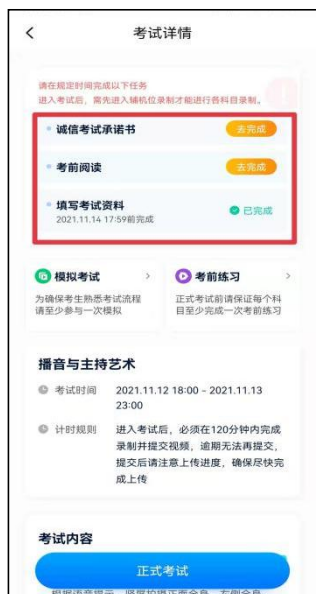 考试详情
请在规定时间完成以下任务
进入考试后，需先进入辅机位录制才能进行各科目录制。
诚信考试承诺书
去完成
考前阅读
去完成
填写考试资料
2021.11.14 17:59前完成
已完成
模拟考试
为确保考生熟悉考试流程
请至少参与一次模拟
考前练习
正式考试前请保证每个科
目至少完成一次考前练习
播音与主持艺术
考试时间 2021.11.12 18:00 - 2021.11.13
23:00
计时规则 进入考试后，必须在120分钟内完成
录制并提交视频，逾期无法再提交，
提交后请注意上传进度，确保尽快完
成上传
考试内容
正式考试